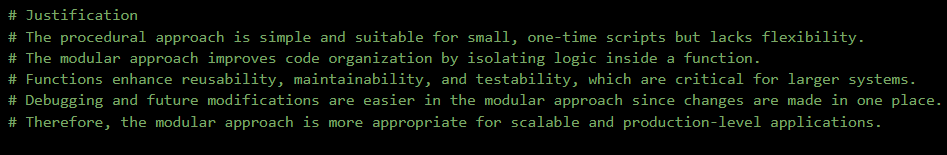 # Justification
# The procedural approach is simple and suitable for small, one-time scripts but lacks flexibility.
# The modular approach improves code organization by isolating logic inside a function.
# Functions enhance reusability, maintainability, and testability, which are critical for larger systems.
# Debugging and future modifications are easier in the modular approach since changes are made in one place.
# Therefore, the modular approach is more appropriate for scalable and production-level applications.